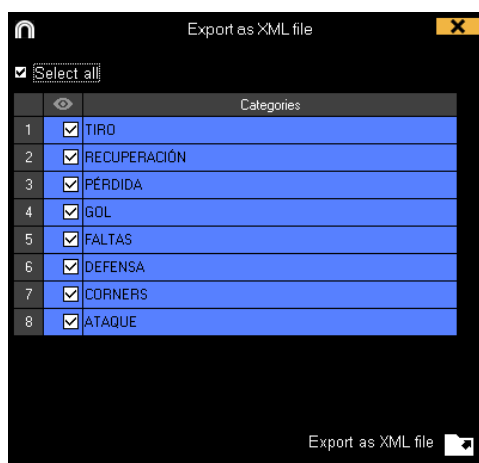 Export as XML file
Select all
Categories
1 TIRO
2 RECUPERACIÓN
3 PÉRDIDA
4 GOL
5 FALTAS
6 DEFENSA
7 CORNERS
8 ATAQUE
Export as XML file